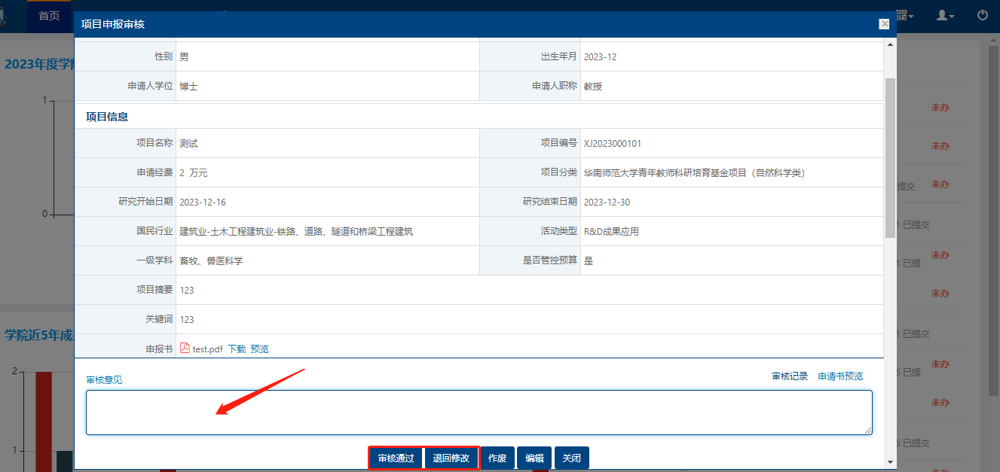 首页
项目申报审核
2023年度学院
性别 男 出生年月 2023-12
申请人学位 博士 申请人职称 教授
1
未办
项目信息
项目名称 测试 项目编号 XJ2023000101
未办
申请经费 2 万元 项目分类 华南师范大学青年教师科研培育基金项目（自然科学类）
提交 未办
研究开始日期 2023-12-16 研究结束日期 2023-12-30
0
国民行业 建筑业-土木工程建筑业-铁路、道路、隧道和桥梁工程建筑 活动类型 R&D成果应用
1 已提交
一级学科 畜牧、兽医科学 是否管控预算 是
1 已提 未办
项目摘要 123
未办
关键词 123
学院近5年成
1 已提交
申报书 test.pdf 下载 预览
2
5 已提 未办
审核意见 审核记录 申请书预览
未办
1
5 已提交
审核通过 退回修改 作废 编辑 关闭